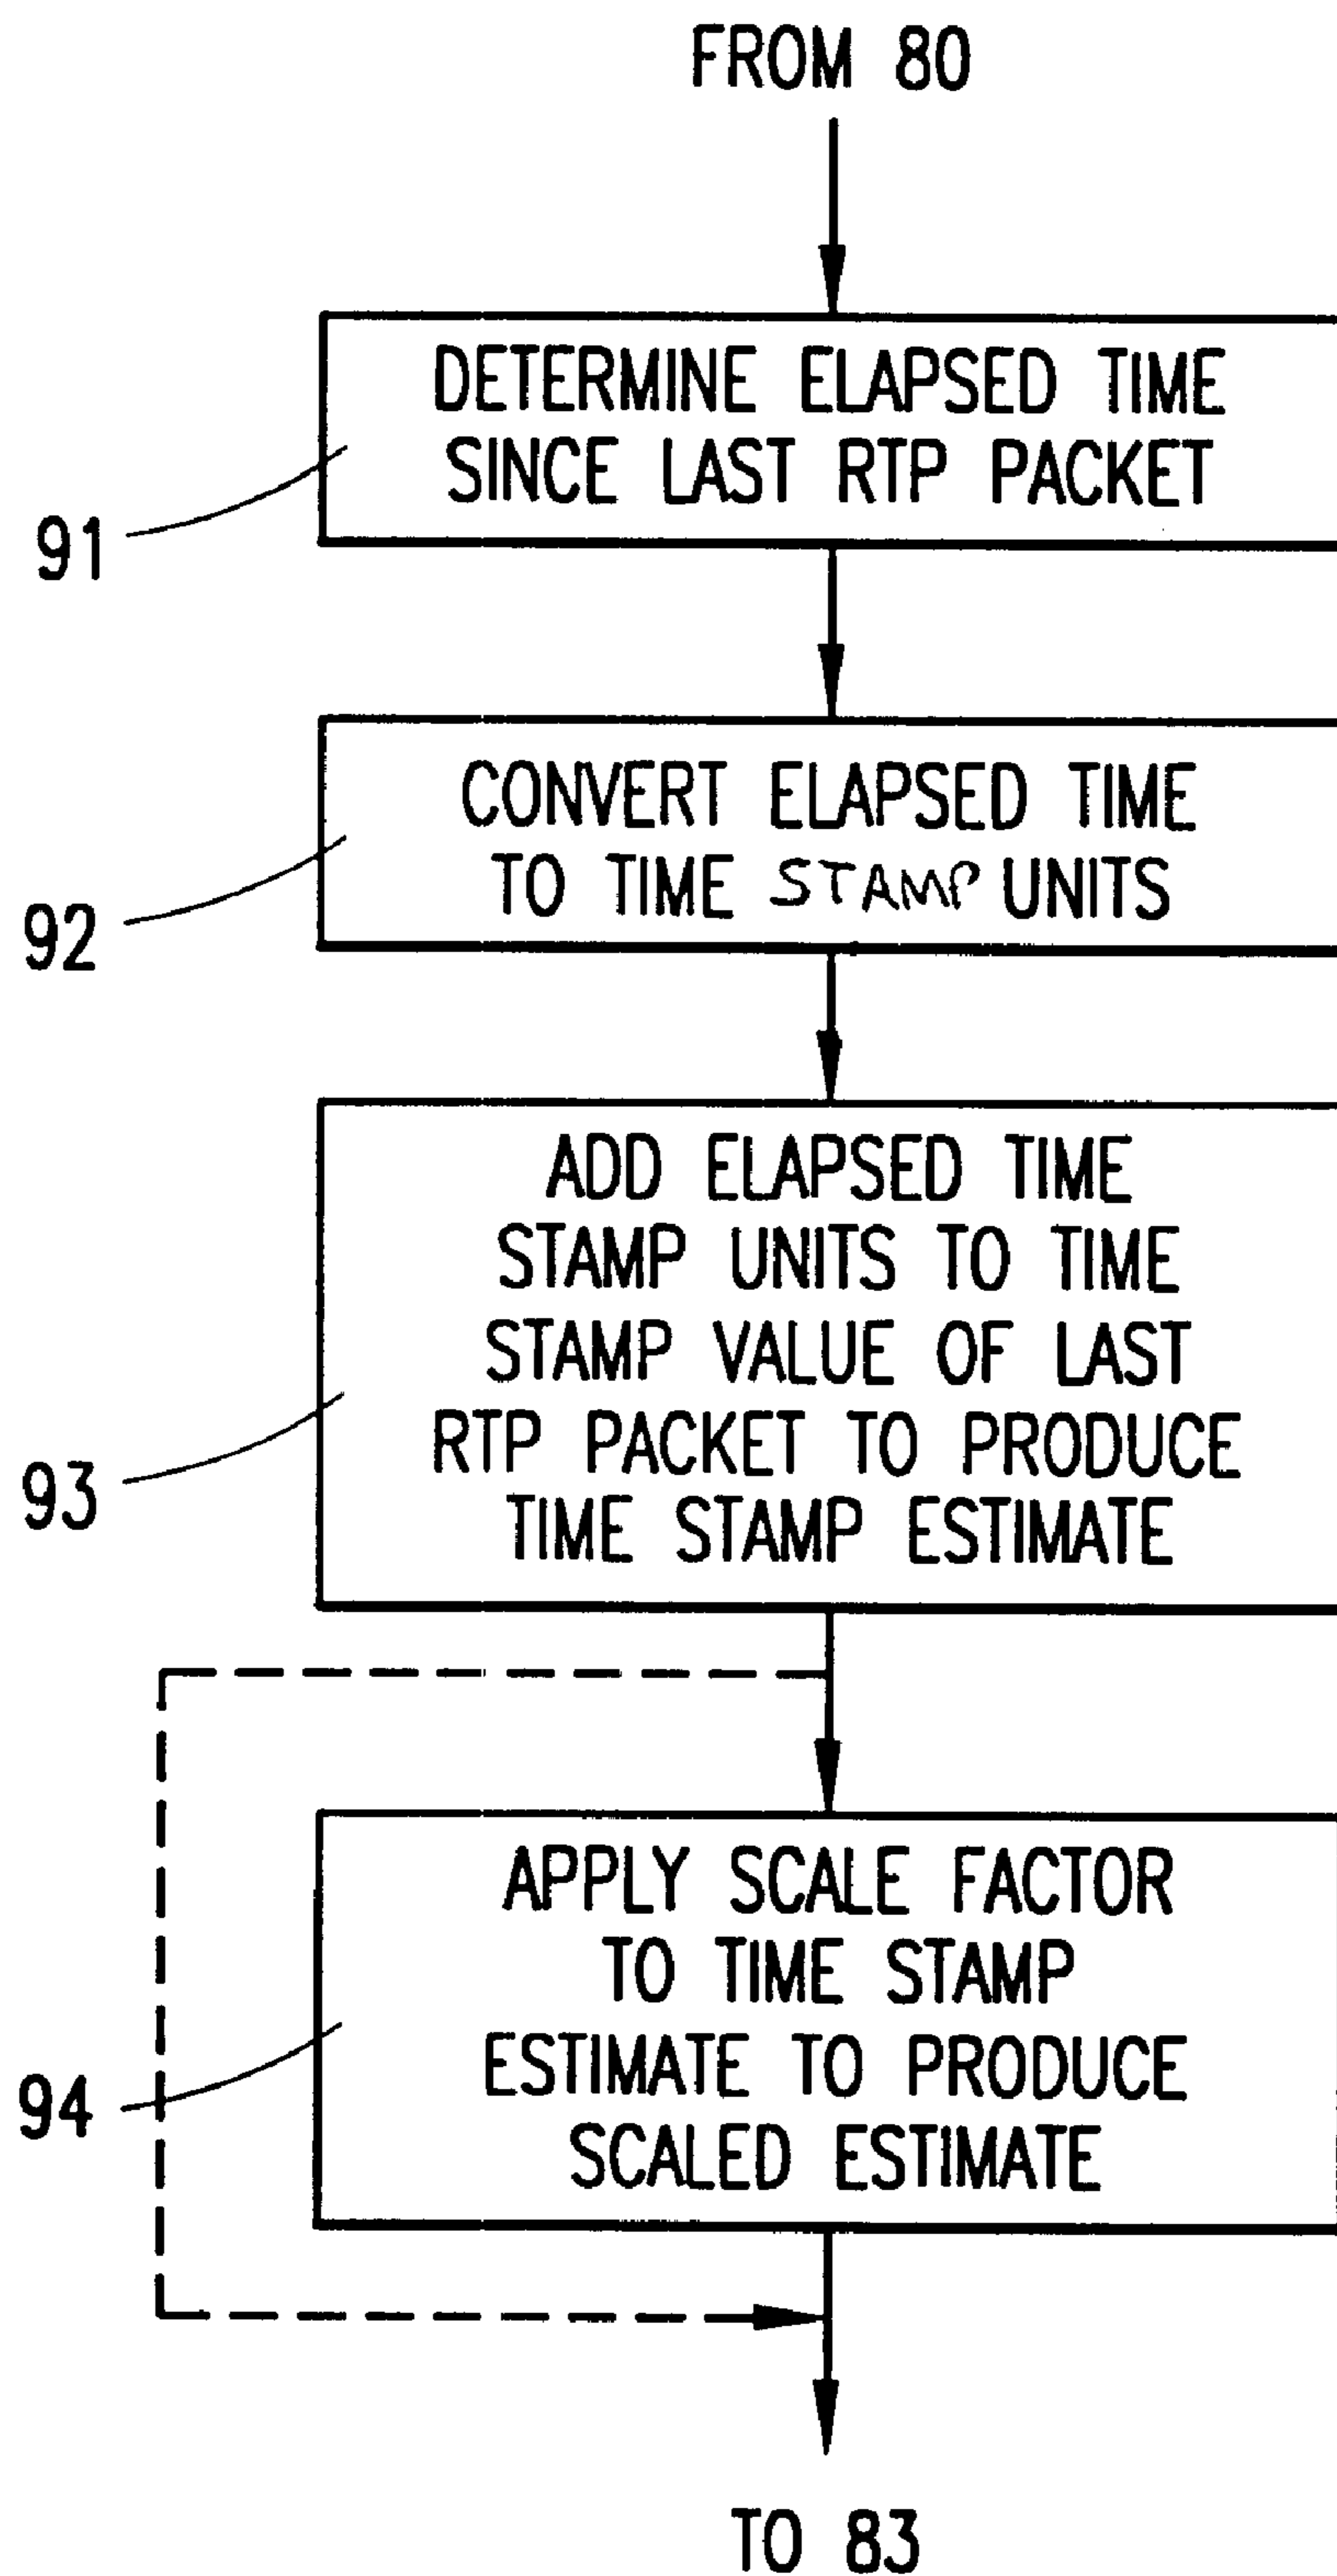 FROM 80
DETERMINE ELAPSED TIME
SINCE LAST RTP PACKET
91
CONVERT ELAPSED TIME
TO TIME STAMP UNITS
92
ADD ELAPSED TIME
STAMP UNITS TO TIME
STAMP VALUE OF LAST
RTP PACKET TO PRODUCE
TIME STAMP ESTIMATE
93
APPLY SCALE FACTOR
TO TIME STAMP
ESTIMATE TO PRODUCE
SCALED ESTIMATE
94
TO 83